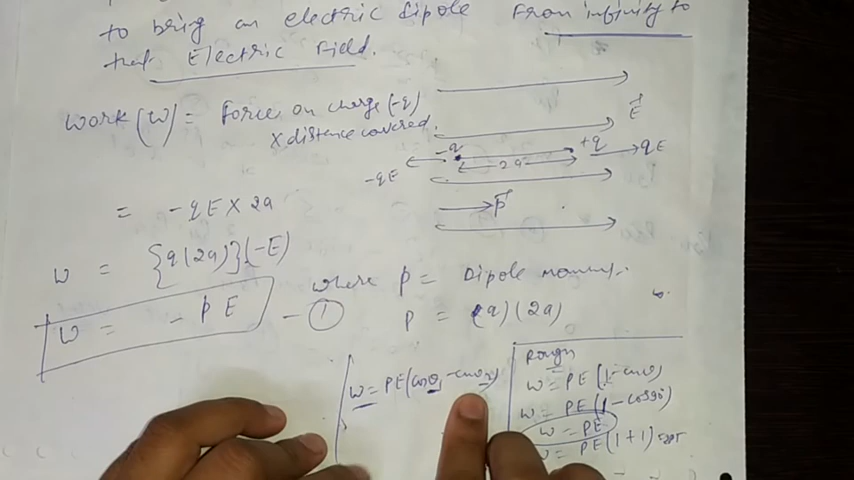 to bring an electric dipole from infinity to
that Electric Field.
Work (W) = Force on charge (-q)
X distance covered.
= -qE X 2a
W = {q(2a)}(-E)
W = - PE - ①
E
-q +q qE
-qE 2a
P
where P = Dipole moment.
P = (q)(2a)
W = PE(cosθ₁ - cosθ₂)
Rough
W = PE(1-cosθ)
W = PE(1-cos90°)
W = PE
W = PE(1+1)